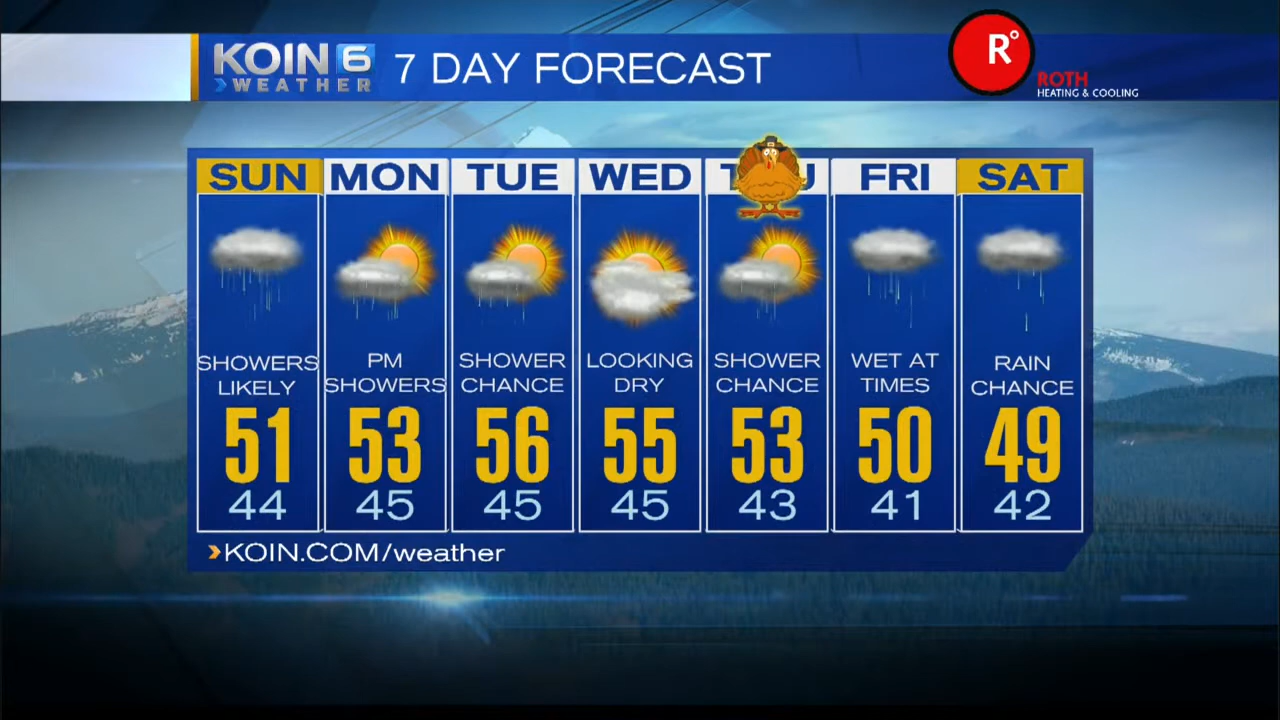 KOIN 6
WEATHER
7 DAY FORECAST
R°
ROTH
HEATING & COOLING
SUN MON TUE WED FRI SAT
SHOWERS LIKELY
PM SHOWERS
SHOWER CHANCE
LOOKING DRY
SHOWER CHANCE
WET AT TIMES
RAIN CHANCE
51 53 56 55 53 50 49
44 45 45 45 43 41 42
KOIN.COM/weather